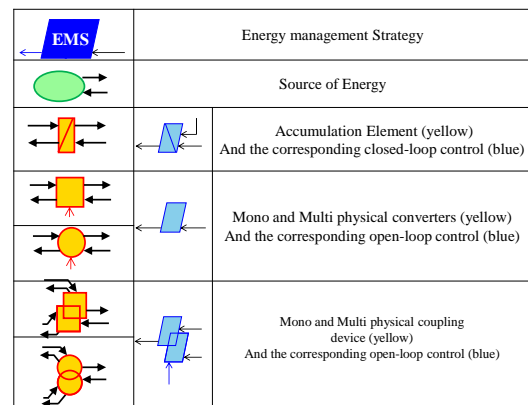 EMS
Energy management Strategy
Source of Energy
Accumulation Element (yellow)
And the corresponding closed-loop control (blue)
Mono and Multi physical converters (yellow)
And the corresponding open-loop control (blue)
Mono and Multi physical coupling
device (yellow)
And the corresponding open-loop control (blue)